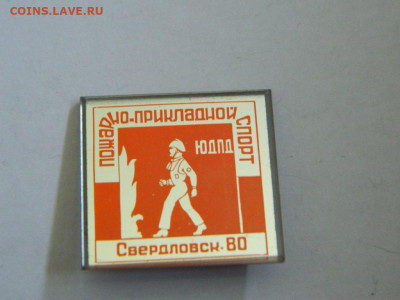 COINS.LAVE.RU
ПОЖАРНО-ПРИКЛАДНОЙ СПОРТ
ЮДПД
СВЕРДЛОВСК·80